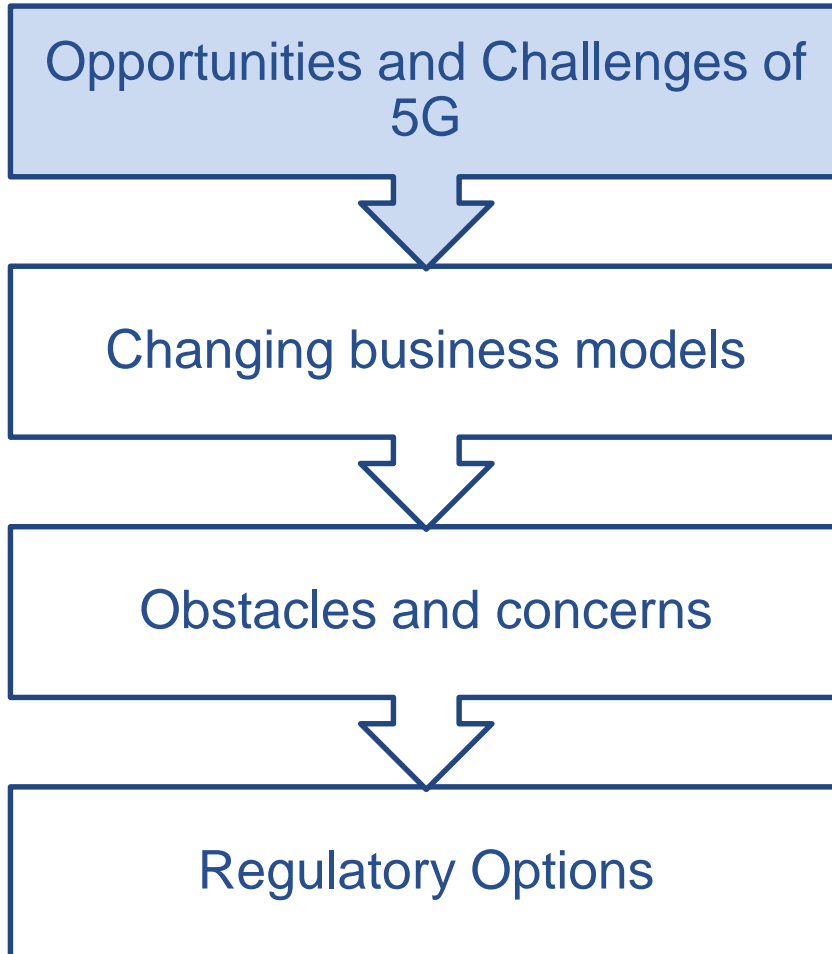 Opportunities and Challenges of
5G
Changing business models
Obstacles and concerns
Regulatory Options